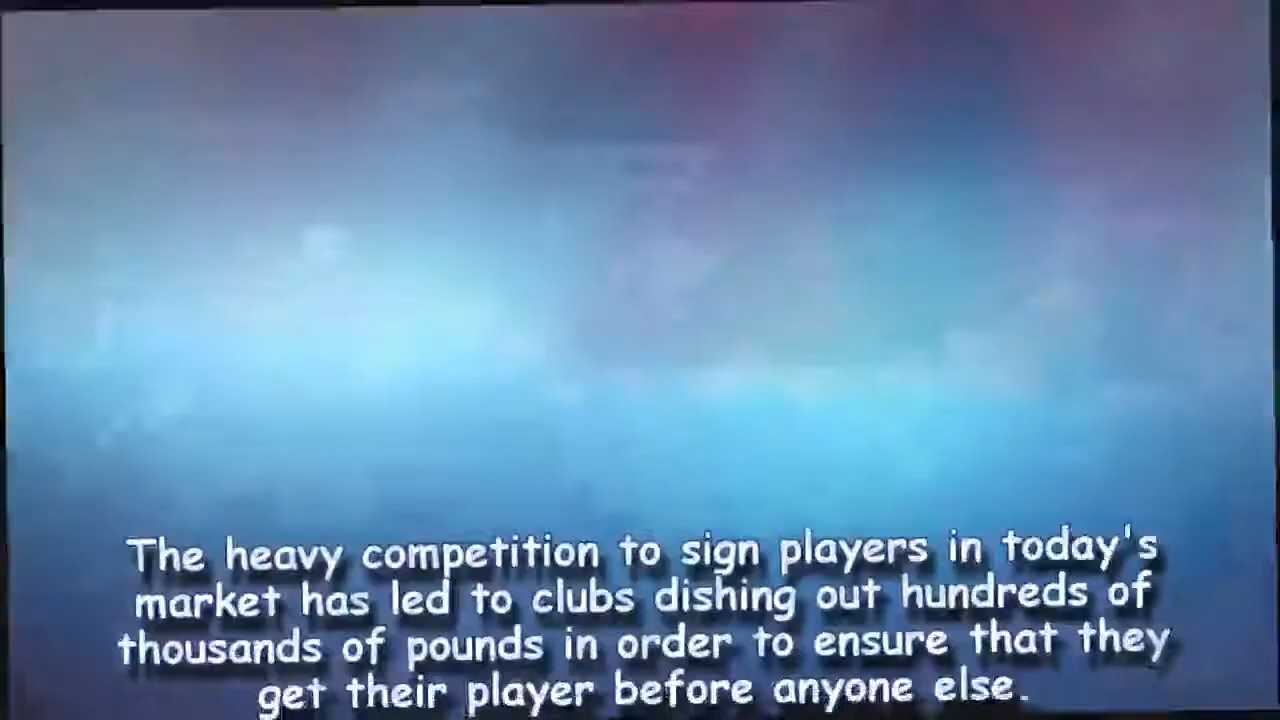 The heavy competition to sign players in today's
market has led to clubs dishing out hundreds of
thousands of pounds in order to ensure that they
get their player before anyone else.